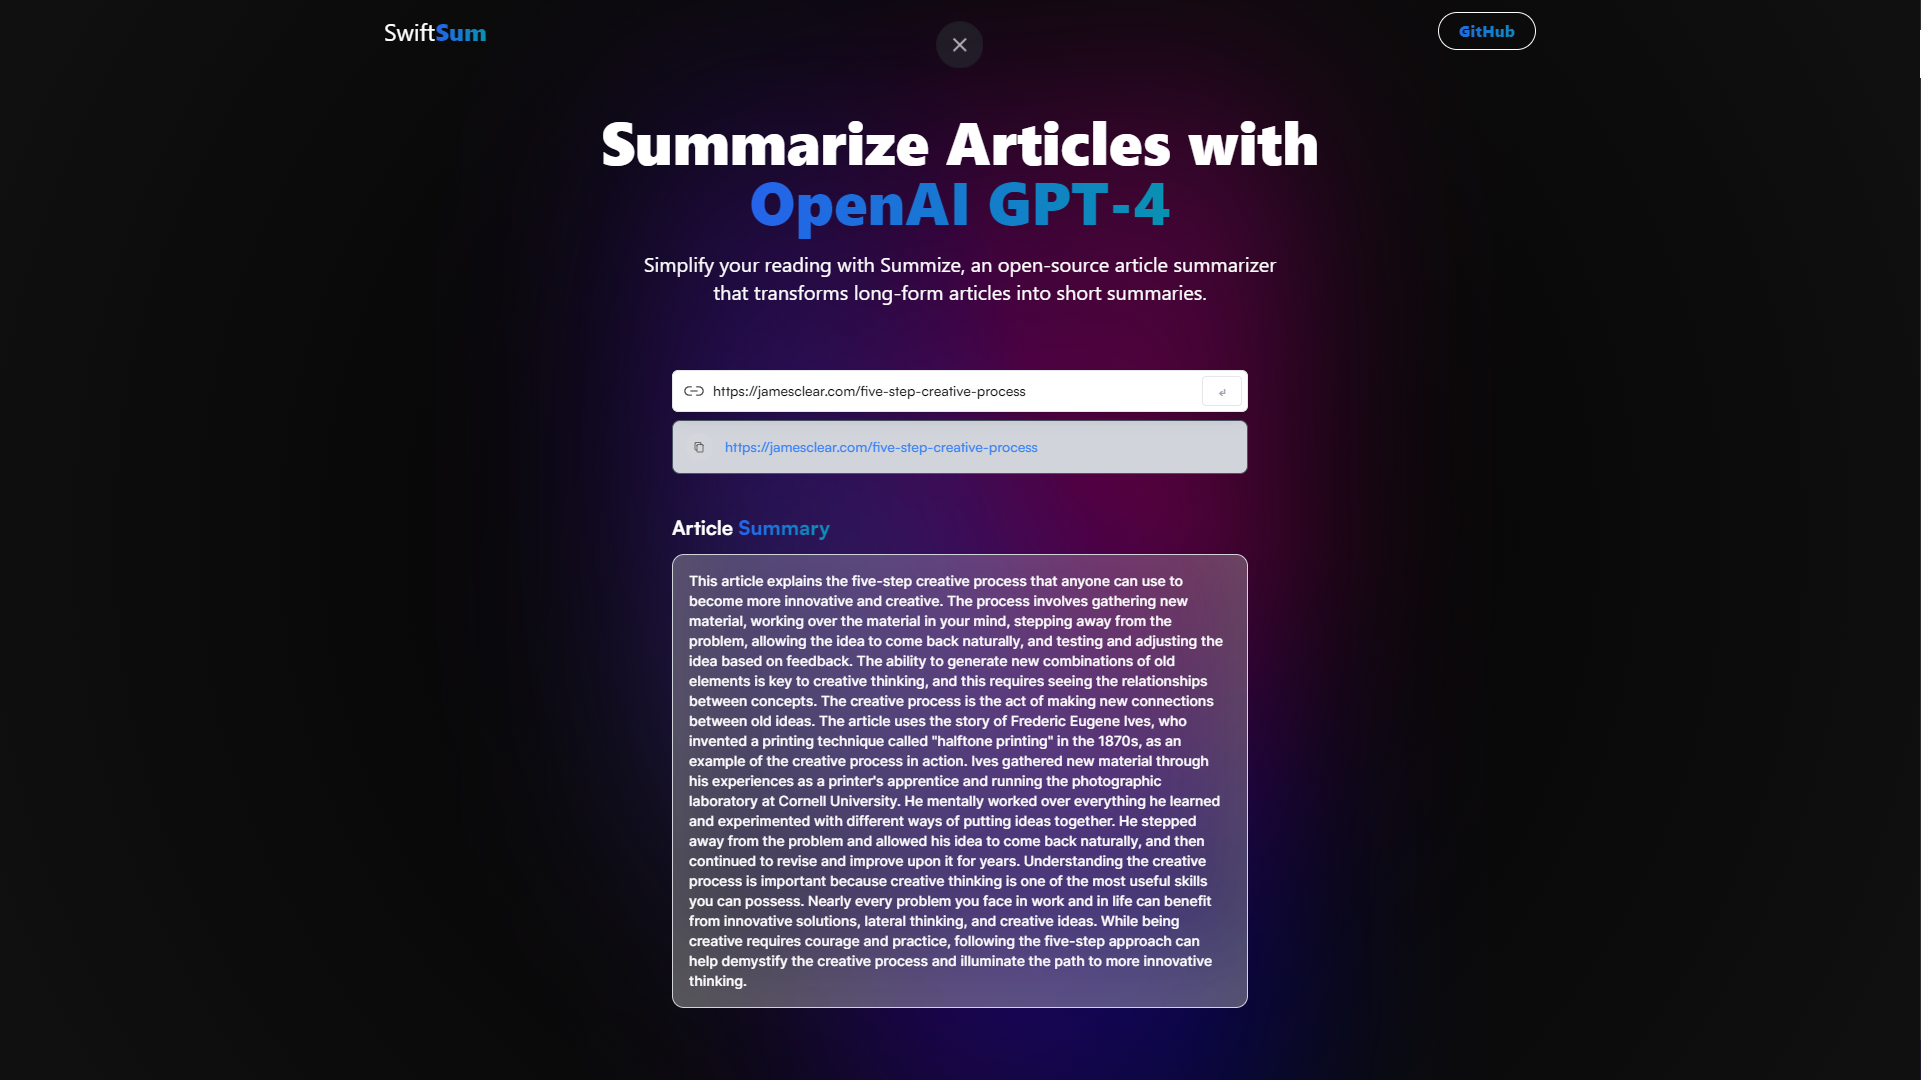 SwiftSum
GitHub
Summarize Articles with
OpenAI GPT-4
Simplify your reading with Summize, an open-source article summarizer
that transforms long-form articles into short summaries.
https://jamesclear.com/five-step-creative-process
https://jamesclear.com/five-step-creative-process
Article Summary
This article explains the five-step creative process that anyone can use to
become more innovative and creative. The process involves gathering new
material, working over the material in your mind, stepping away from the
problem, allowing the idea to come back naturally, and testing and adjusting the
idea based on feedback. The ability to generate new combinations of old
elements is key to creative thinking, and this requires seeing the relationships
between concepts. The creative process is the act of making new connections
between old ideas. The article uses the story of Frederic Eugene Ives, who
invented a printing technique called "halftone printing" in the 1870s, as an
example of the creative process in action. Ives gathered new material through
his experiences as a printer's apprentice and running the photographic
laboratory at Cornell University. He mentally worked over everything he learned
and experimented with different ways of putting ideas together. He stepped
away from the problem and allowed his idea to come back naturally, and then
continued to revise and improve upon it for years. Understanding the creative
process is important because creative thinking is one of the most useful skills
you can possess. Nearly every problem you face in work and in life can benefit
from innovative solutions, lateral thinking, and creative ideas. While being
creative requires courage and practice, following the five-step approach can
help demystify the creative process and illuminate the path to more innovative
thinking.